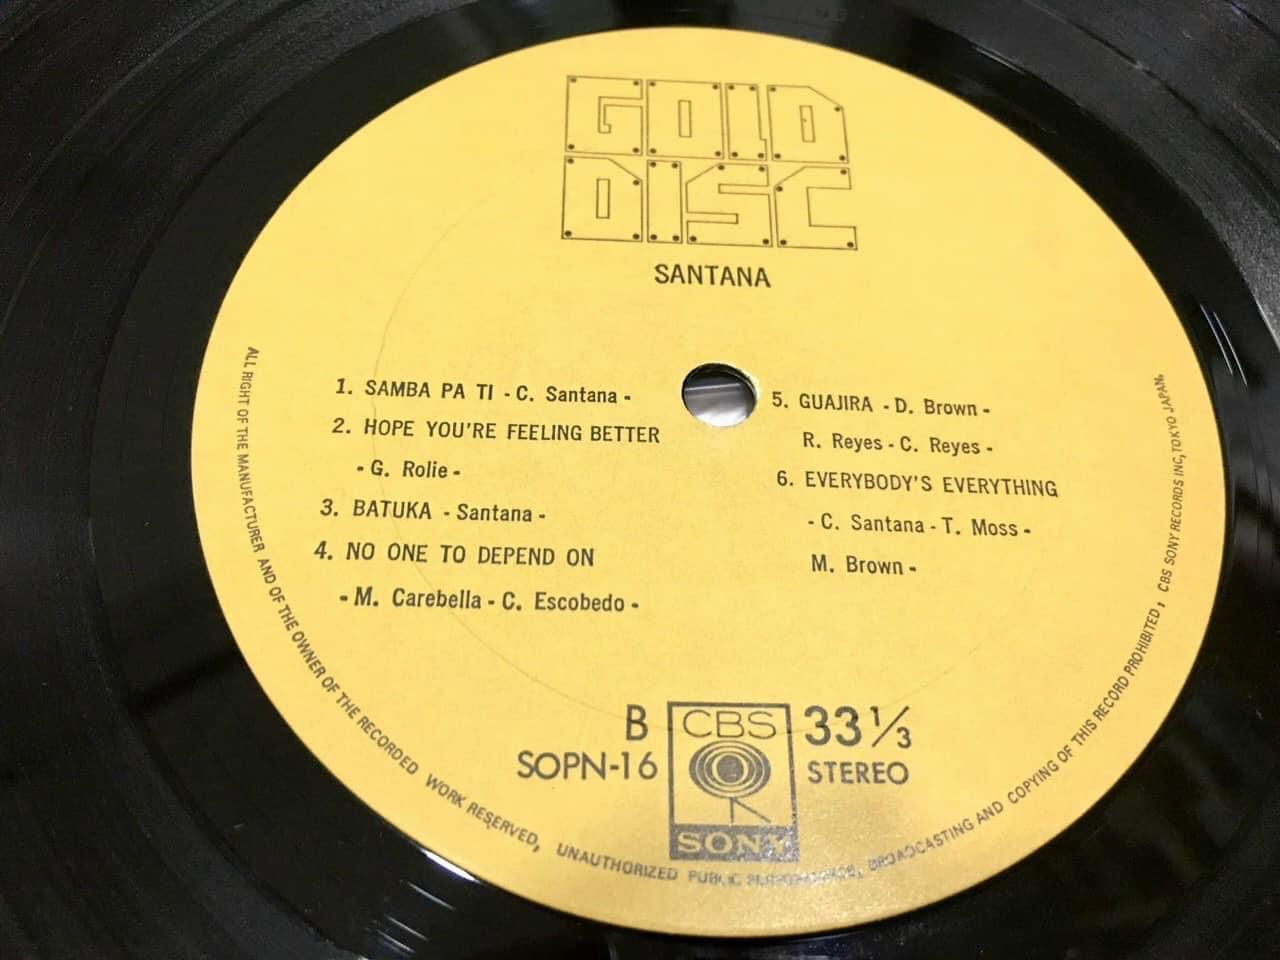 GOLD
DISC
SANTANA
1. SAMBA PA TI - C. Santana -
2. HOPE YOU'RE FEELING BETTER
- G. Rolie -
3. BATUKA - Santana -
4. NO ONE TO DEPEND ON
- M. Carebella - C. Escobedo -
5. GUAJIRA - D. Brown -
R. Reyes - C. Reyes -
6. EVERYBODY'S EVERYTHING
- C. Santana - T. Moss -
M. Brown -
B
SOPN-16
CBS
SONY
33 1/3
STEREO
ALL RIGHT OF THE MANUFACTURER AND OF THE OWNER OF THE RECORDED WORK RESERVED, UNAUTHORIZED PUBLIC PERFORMANCE, BROADCASTING AND COPYING OF THIS RECORD PROHIBITED, CBS SONY RECORDS INC, TOKYO JAPAN.